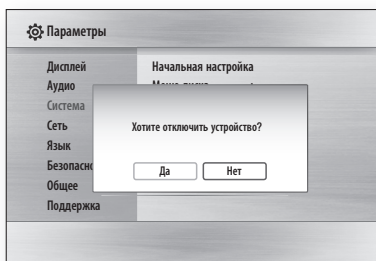 Параметры
Дисплей
Начальная настройка
Аудио
Система
Сеть
Язык
Общее
Поддержка
Хотите отключить устройство?
Да
Нет